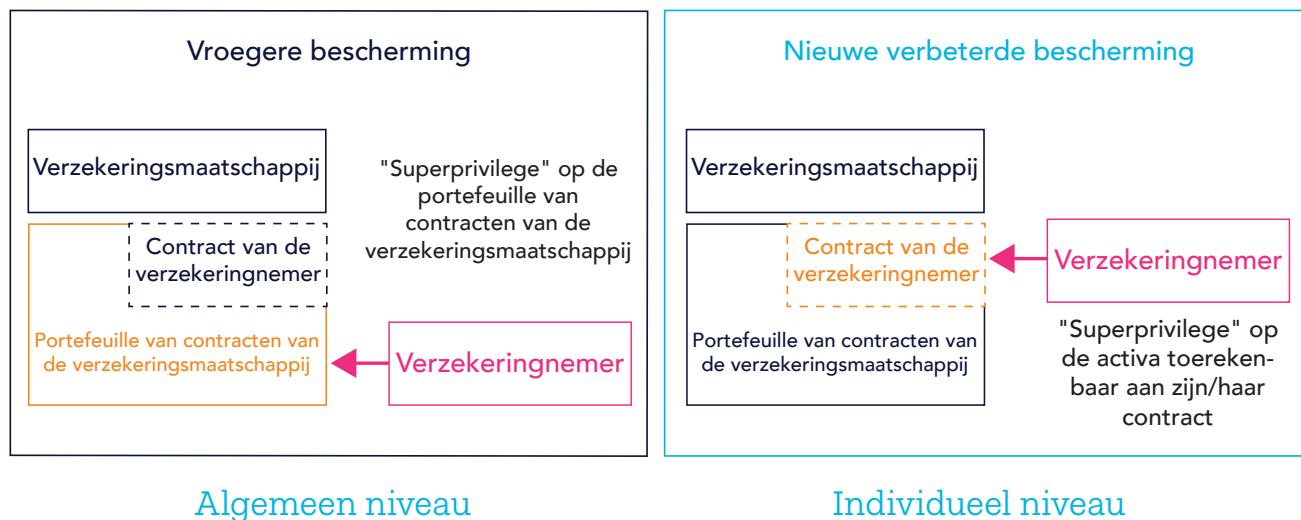 Vroegere bescherming
Verzekeringsmaatschappij
"Superprivilege" op de
portefeuille van
contracten van de
verzekeringsmaatschappij
Contract van de
verzekeringnemer
Portefeuille van contracten van
de verzekeringsmaatschappij
Verzekeringnemer
Algemeen niveau
Nieuwe verbeterde bescherming
Verzekeringsmaatschappij
Contract van de
verzekeringnemer
Verzekeringnemer
Portefeuille van contracten van
de verzekeringsmaatschappij
"Superprivilege" op
de activa toereken-
baar aan zijn/haar
contract
Individueel niveau